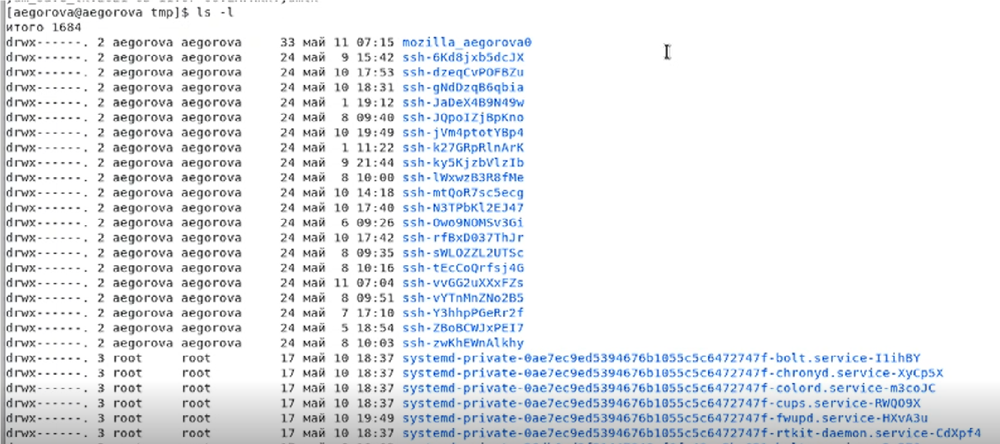 [aegorova@aegorova tmp]$ ls -l
итого 1684
drwx------. 2 aegorova aegorova     33 май 11 07:15 mozilla_aegorova0
drwx------. 2 aegorova aegorova     24 май  9 15:42 ssh-6Kd8jxb5dcJX
drwx------. 2 aegorova aegorova     24 май 10 17:53 ssh-dzeqCvPOFBZu
drwx------. 2 aegorova aegorova     24 май 10 18:31 ssh-gNdDzqB6qbia
drwx------. 2 aegorova aegorova     24 май  1 19:12 ssh-JaDeX4B9N49w
drwx------. 2 aegorova aegorova     24 май  8 09:40 ssh-JQpoIZjBpKno
drwx------. 2 aegorova aegorova     24 май 10 19:49 ssh-jVm4ptotYBp4
drwx------. 2 aegorova aegorova     24 май  1 11:22 ssh-k27GRpRlnArK
drwx------. 2 aegorova aegorova     24 май  9 21:44 ssh-ky5KjzbVlzIb
drwx------. 2 aegorova aegorova     24 май  8 10:00 ssh-lWxwzB3R8fMe
drwx------. 2 aegorova aegorova     24 май 10 14:18 ssh-mtQoR7sc5ecg
drwx------. 2 aegorova aegorova     24 май 10 17:40 ssh-N3TPbKl2EJ47
drwx------. 2 aegorova aegorova     24 май  6 09:26 ssh-Owo9NOMSv3Gi
drwx------. 2 aegorova aegorova     24 май 10 17:42 ssh-rfBxD037ThJr
drwx------. 2 aegorova aegorova     24 май  8 09:35 ssh-sWLOZZL2UTSc
drwx------. 2 aegorova aegorova     24 май  8 10:16 ssh-tEcCoQrfsj4G
drwx------. 2 aegorova aegorova     24 май 11 07:04 ssh-vvGG2uXXxFZs
drwx------. 2 aegorova aegorova     24 май  8 09:51 ssh-vYTnMnZNo2B5
drwx------. 2 aegorova aegorova     24 май  7 17:10 ssh-Y3hhpPGeRr2f
drwx------. 2 aegorova aegorova     24 май  5 18:54 ssh-ZBoBCWJxPEI7
drwx------. 2 aegorova aegorova     24 май  8 10:03 ssh-zwKhEWnAlkhy
drwx------. 3 root     root         17 май 10 18:37 systemd-private-0ae7ec9ed5394676b1055c5c6472747f-bolt.service-I1ihBY
drwx------. 3 root     root         17 май 10 18:37 systemd-private-0ae7ec9ed5394676b1055c5c6472747f-chronyd.service-XyCp5X
drwx------. 3 root     root         17 май 10 18:37 systemd-private-0ae7ec9ed5394676b1055c5c6472747f-colord.service-m3coJC
drwx------. 3 root     root         17 май 10 18:37 systemd-private-0ae7ec9ed5394676b1055c5c6472747f-cups.service-RWQO9X
drwx------. 3 root     root         17 май 10 19:49 systemd-private-0ae7ec9ed5394676b1055c5c6472747f-fwupd.service-HXvA3u
drwx------. 3 root     root         17 май 10 18:37 systemd-private-0ae7ec9ed5394676b1055c5c6472747f-rtkit-daemon.service-CdXpf4